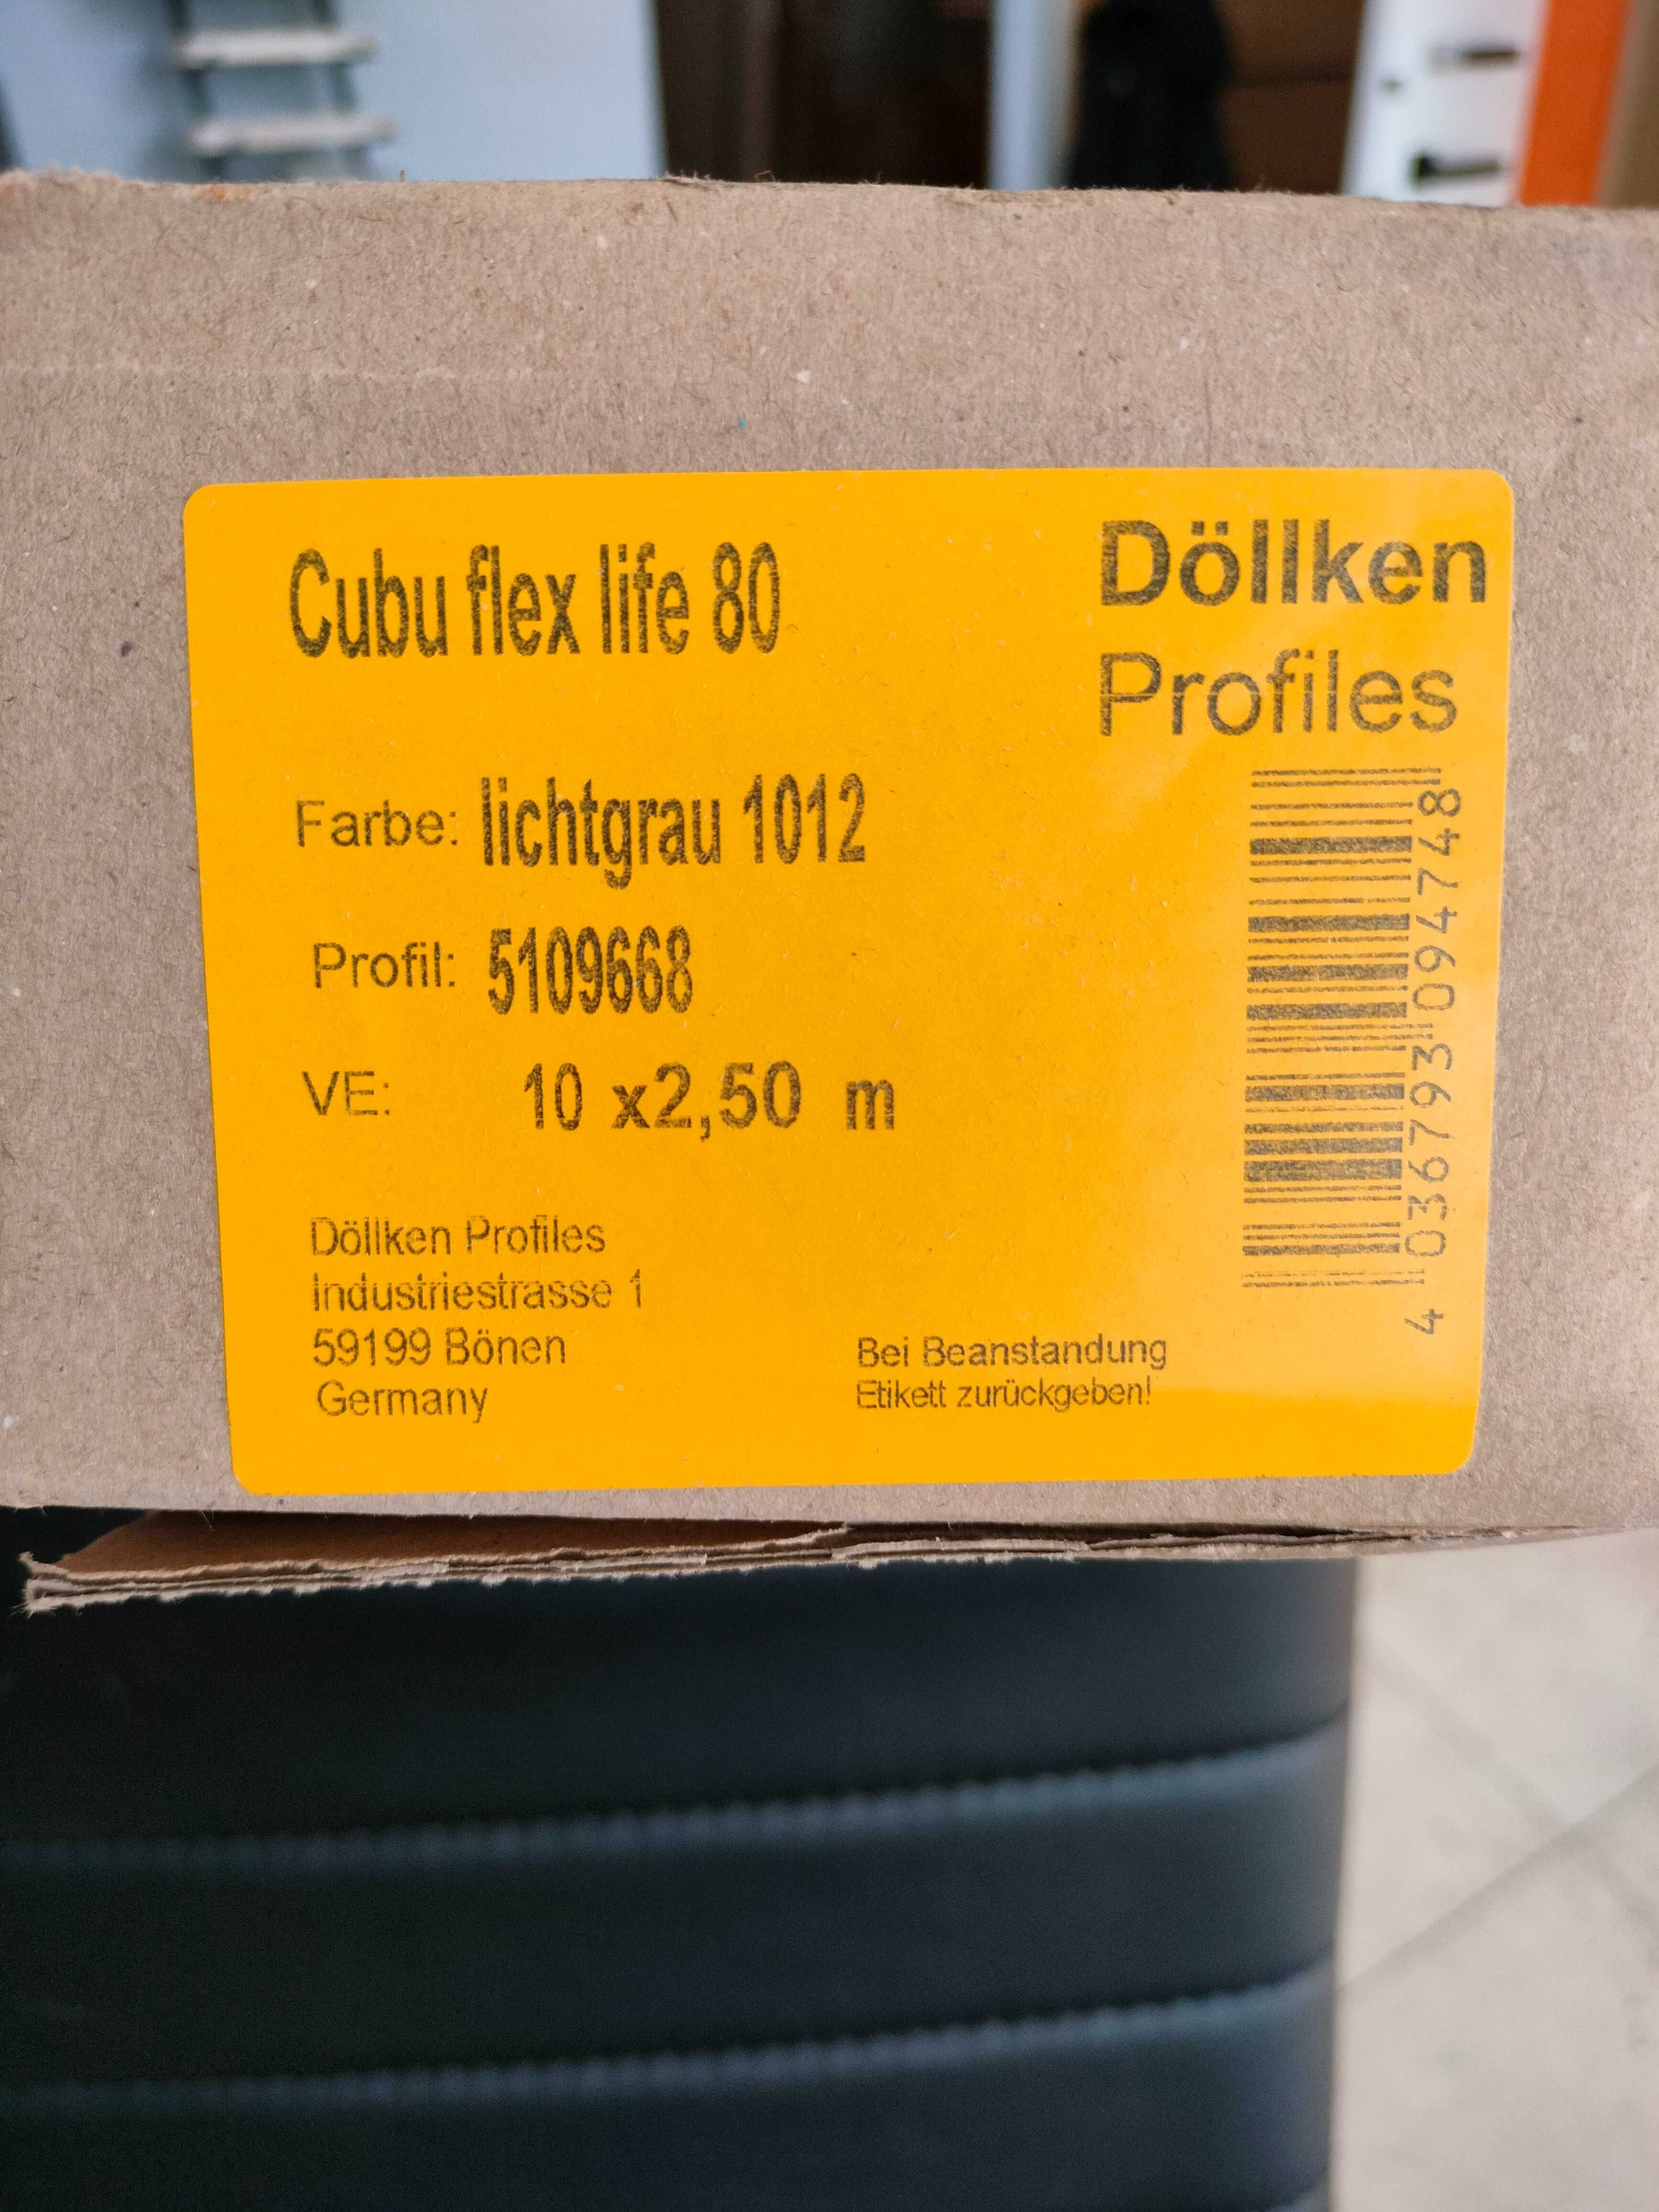 Cubu flex life 80
Döllken
Profiles
Farbe: lichtgrau 1012
Profil: 5109668
VE: 10 x2,50 m
4 036793 094748
Döllken Profiles
Industriestrasse 1
59199 Bönen
Germany
Bei Beanstandung
Etikett zurückgeben!